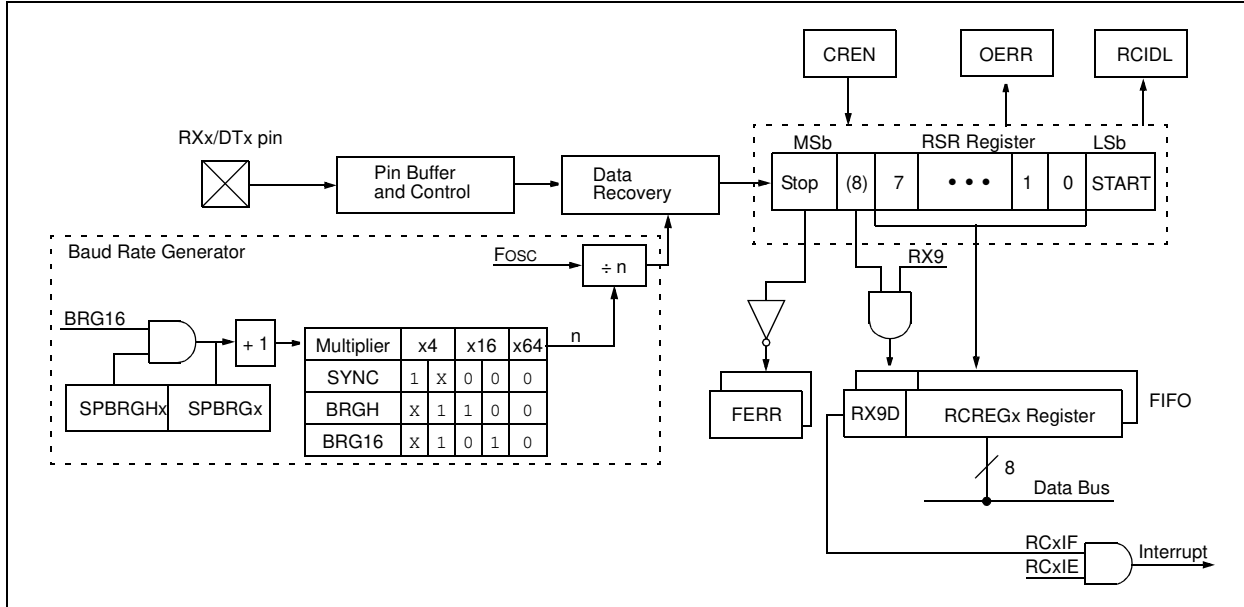 CREN OERR RCIDL
RXx/DTx pin
MSb RSR Register LSb
Pin Buffer
and Control
Data
Recovery
Stop (8) 7 • • • 1 0 START
Baud Rate Generator
FOSC
÷ n
RX9
BRG16
+ 1
n
Multiplier x4 x16 x64
SYNC 1 X 0 0 0
BRGH X 1 1 0 0
BRG16 X 1 0 1 0
SPBRGHx SPBRGx
FERR
RX9D RCREGx Register
FIFO
8
Data Bus
RCxIF
RCxIE
Interrupt